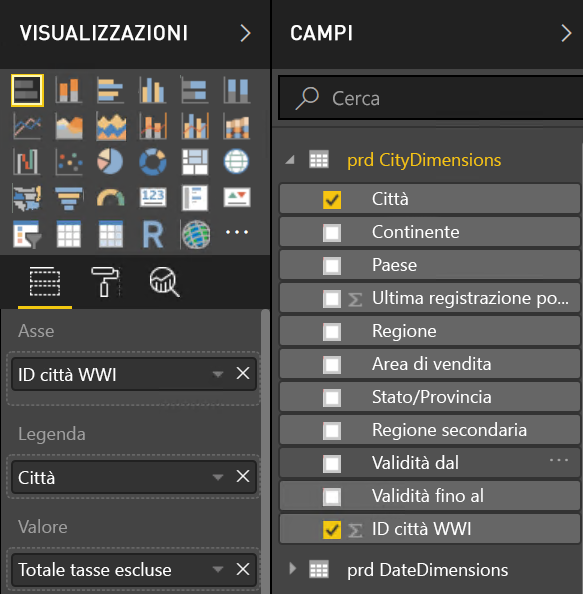 VISUALIZZAZIONI
123
R
Asse
ID città WWI
Legenda
Città
Valore
Totale tasse escluse
CAMPI
Cerca
prd CityDimensions
Città
Continente
Paese
Ultima registrazione po...
Regione
Area di vendita
Stato/Provincia
Regione secondaria
Validità dal
Validità fino al
ID città WWI
prd DateDimensions